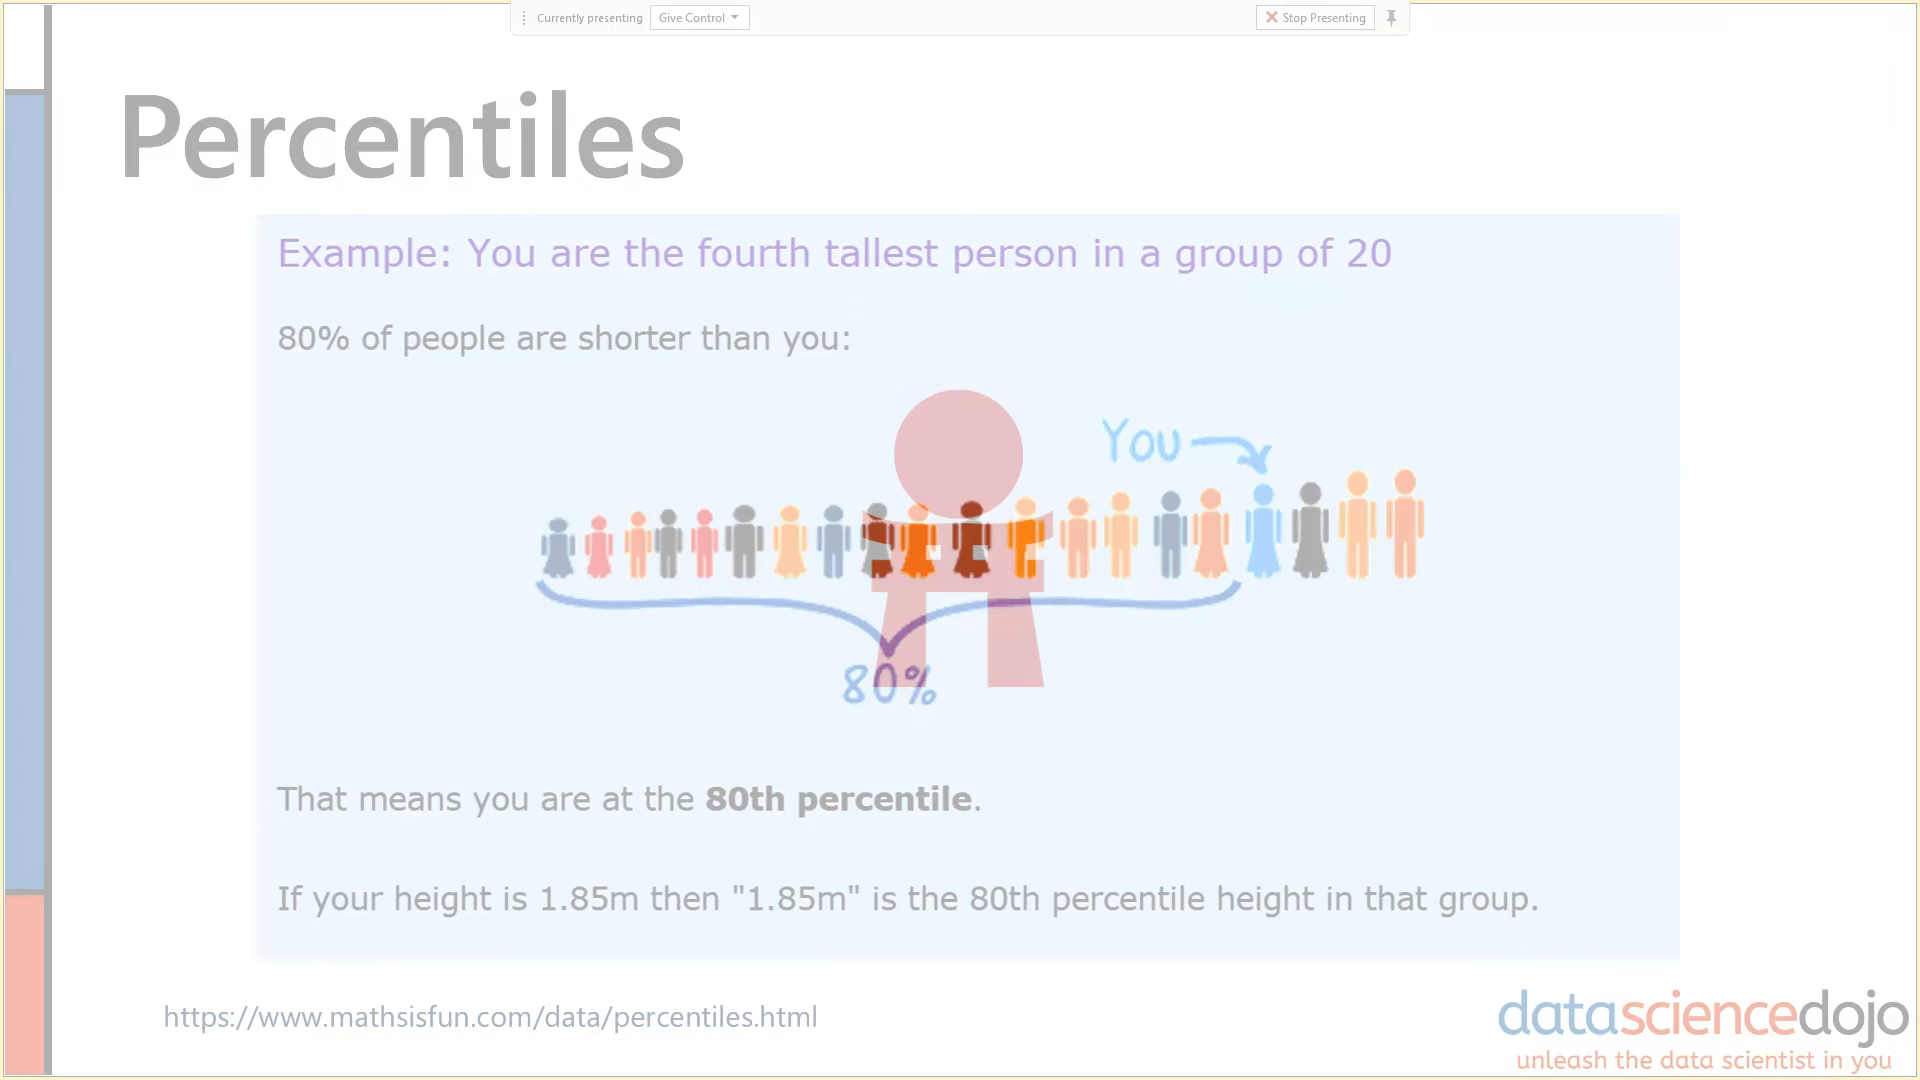 Currently presenting
Give Control
Stop Presenting
Percentiles
Example: You are the fourth tallest person in a group of 20
80% of people are shorter than you:
You
80%
That means you are at the 80th percentile.
If your height is 1.85m then "1.85m" is the 80th percentile height in that group.
https://www.mathsisfun.com/data/percentiles.html
datasciencedojo
unleash the data scientist in you